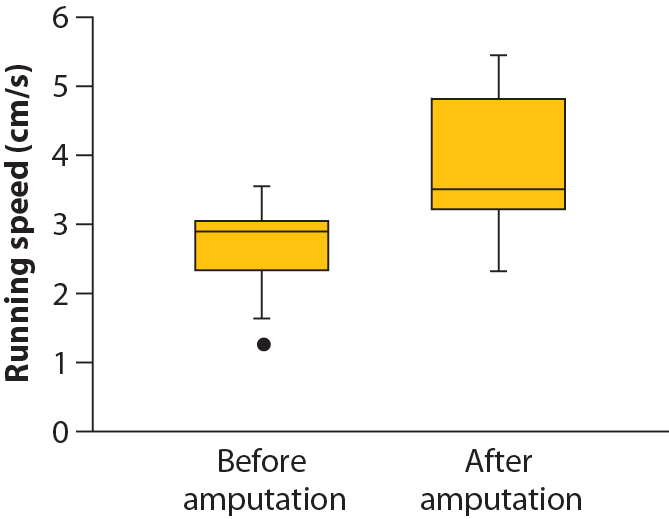 Running speed (cm/s)
6
5
4
3
2
1
0
Before
amputation
After
amputation